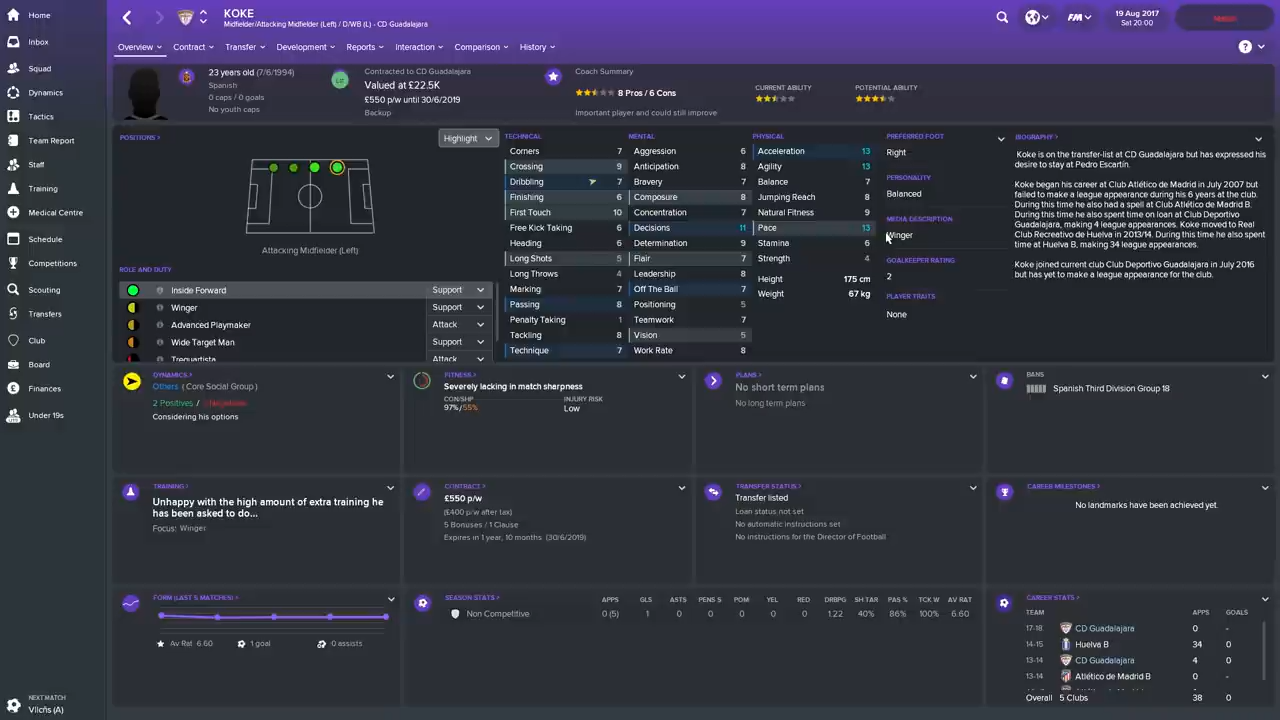 KOKE
Midfielder/Attacking Midfielder (Left) / D/WB (L) - CD Guadalajara
FM
19 Aug 2017
Sat 20:00
Home
Inbox
Squad
Dynamics
Tactics
Team Report
Staff
Training
Medical Centre
Schedule
Competitions
Scouting
Transfers
Club
Board
Finances
Under 19s
NEXT MATCH
Overview
Contract
Transfer
Development
Reports
Interaction
Comparison
History
?
23 years old (7/6/1994)
Spanish
0 caps / 0 goals
No youth caps
Lst
Contracted to CD Guadalajara
Valued at £22.5K
£550 p/w until 30/6/2019
Backup
Coach Summary
8 Pros / 6 Cons
Important player and could still improve
CURRENT ABILITY
POTENTIAL ABILITY
POSITIONS >
Highlight
Attacking Midfielder (Left)
ROLE AND DUTY
Inside Forward Support
Winger Support
Advanced Playmaker Attack
Wide Target Man Support
Trequartista Attack
TECHNICAL
Corners 7
Crossing 9
Dribbling 7
Finishing 6
First Touch 10
Free Kick Taking 6
Heading 6
Long Shots 5
Long Throws 4
Marking 7
Passing 8
Penalty Taking 1
Tackling 8
Technique 7
MENTAL
Aggression 6
Anticipation 8
Bravery 7
Composure 8
Concentration 7
Decisions 11
Determination 9
Flair 7
Leadership 8
Off The Ball 7
Positioning 5
Teamwork 7
Vision 5
Work Rate 8
PHYSICAL
Acceleration 13
Agility 13
Balance 7
Jumping Reach 8
Natural Fitness 9
Pace 13
Stamina 6
Strength 4
Height 175 cm
Weight 67 kg
PREFERRED FOOT
Right
PERSONALITY
Balanced
MEDIA DESCRIPTION
Winger
GOALKEEPER RATING
2
PLAYER TRAITS
None
BIOGRAPHY >
Koke is on the transfer-list at CD Guadalajara but has expressed his
desire to stay at Pedro Escartín.
Koke began his career at Club Atlético de Madrid in July 2007 but
failed to make a league appearance during his 6 years at the club.
During this time he also had a spell at Club Atlético de Madrid B.
During this time he also spent time on loan at Club Deportivo
Guadalajara, making 4 league appearances. Koke moved to Real
Club Recreativo de Huelva in 2013/14. During this time he also spent
time at Huelva B, making 34 league appearances.
Koke joined current club Club Deportivo Guadalajara in July 2016
but has yet to make a league appearance for the club.
DYNAMICS >
Others ( Core Social Group )
2 Positives /
Considering his options
FITNESS >
Severely lacking in match sharpness
CON/SHP
97%/55%
INJURY RISK
Low
PLANS >
No short term plans
No long term plans
BANS
Spanish Third Division Group 18
TRAINING >
Unhappy with the high amount of extra training he
has been asked to do...
Focus: Winger
CONTRACT >
£550 p/w
(£400 p/w after tax)
5 Bonuses / 1 Clause
Expires in 1 year, 10 months (30/6/2019)
TRANSFER STATUS >
Transfer listed
Loan status not set
No automatic instructions set
No instructions for the Director of Football
CAREER MILESTONES >
No landmarks have been achieved yet.
FORM (LAST 5 MATCHES) >
Av Rat 6.60
1 goal
0 assists
SEASON STATS >
APPS GLS ASTS PENS S POM YEL RED DRBPG SH TAR PAS % TCK W AV RAT
Non Competitive 0 (5) 1 0 0 0 0 0 1.22 40% 86% 100% 6.60
CAREER STATS >
TEAM APPS GOALS
17-18 CD Guadalajara 0 -
14-15 Huelva B 34 0
13-14 CD Guadalajara 4 0
13-14 Atlético de Madrid B 0 -
Overall 5 Clubs 38 0